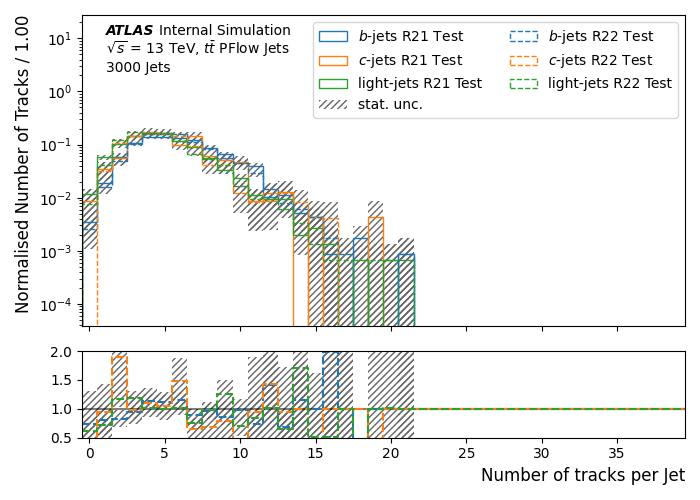 ATLAS Internal Simulation
√s = 13 TeV, tt̄ PFlow Jets
3000 Jets
b-jets R21 Test
c-jets R21 Test
light-jets R21 Test
stat. unc.
b-jets R22 Test
c-jets R22 Test
light-jets R22 Test
Normalised Number of Tracks / 1.00
10¹
10⁰
10⁻¹
10⁻²
10⁻³
10⁻⁴
2.0
1.5
1.0
0.5
0 5 10 15 20 25 30 35
Number of tracks per Jet